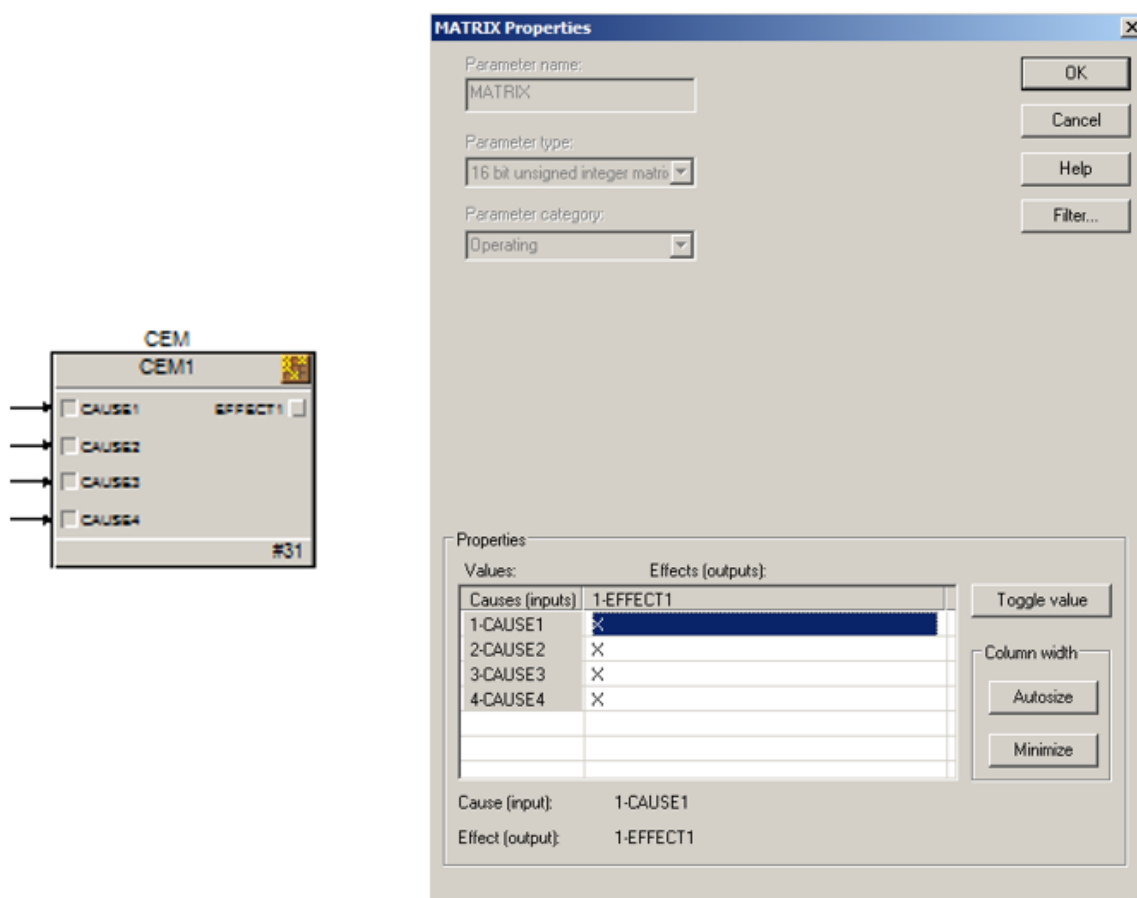 MATRIX Properties
Parameter name:
MATRIX
OK
Cancel
Parameter type:
16 bit unsigned integer matrix
Help
Parameter category:
Filter...
Operating
CEM
CEM1
CAUSE1 EFFECT1
CAUSE2
CAUSE3
CAUSE4
#31
Properties
Values: Effects (outputs):
Causes (inputs) 1-EFFECT1
Toggle value
1-CAUSE1 X
2-CAUSE2 X
3-CAUSE3 X
4-CAUSE4 X
Column width
Autosize
Minimize
Cause (input): 1-CAUSE1
Effect (output): 1-EFFECT1